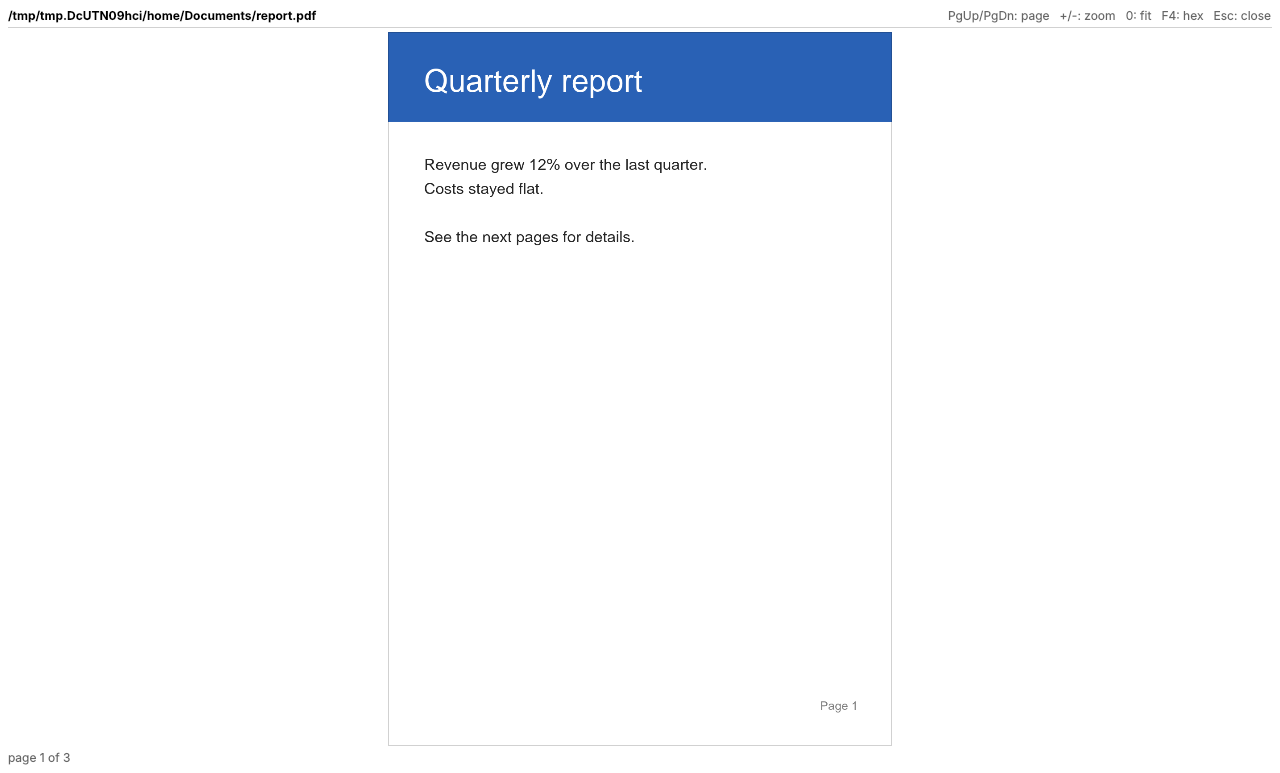 /tmp/tmp.DcUTN09hci/home/Documents/report.pdf
PgUp/PgDn: page   +/-: zoom   0: fit   F4: hex   Esc: close
Quarterly report
Revenue grew 12% over the last quarter.
Costs stayed flat.
See the next pages for details.
Page 1
page 1 of 3